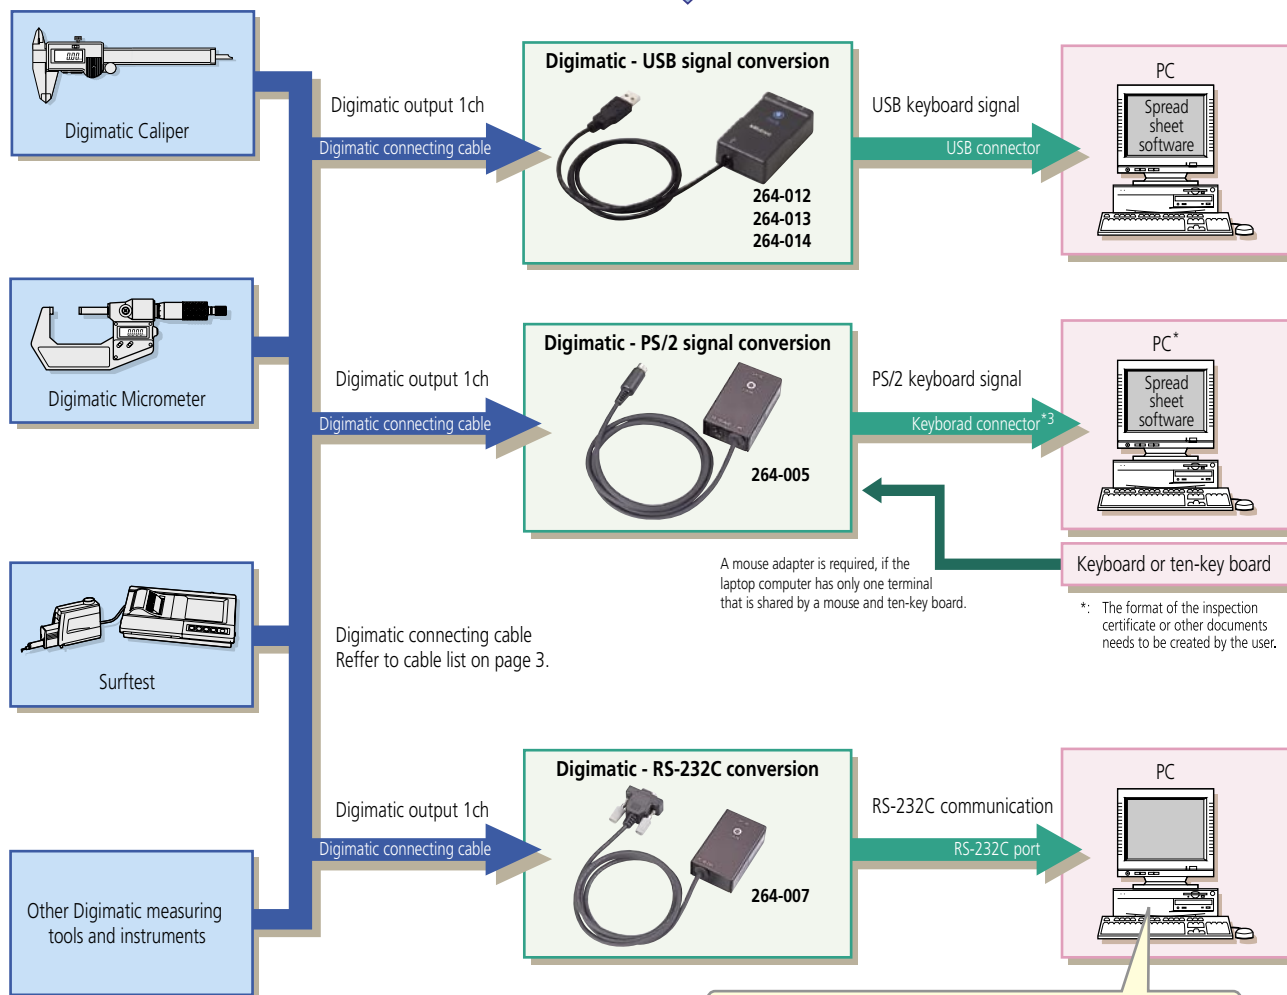 Digimatic Caliper
Digimatic Micrometer
Surftest
Other Digimatic measuring
tools and instruments
Digimatic output 1ch
Digimatic connecting cable
Digimatic - USB signal conversion
264-012
264-013
264-014
USB keyboard signal
USB connector
PC
Spread
sheet
software
Digimatic output 1ch
Digimatic connecting cable
Digimatic - PS/2 signal conversion
264-005
PS/2 keyboard signal
Keyborad connector*3
PC*
Spread
sheet
software
A mouse adapter is required, if the
laptop computer has only one terminal
that is shared by a mouse and ten-key board.
Keyboard or ten-key board
*: The format of the inspection
certificate or other documents
needs to be created by the user.
Digimatic connecting cable
Reffer to cable list on page 3.
Digimatic output 1ch
Digimatic connecting cable
Digimatic - RS-232C conversion
264-007
RS-232C communication
RS-232C port
PC